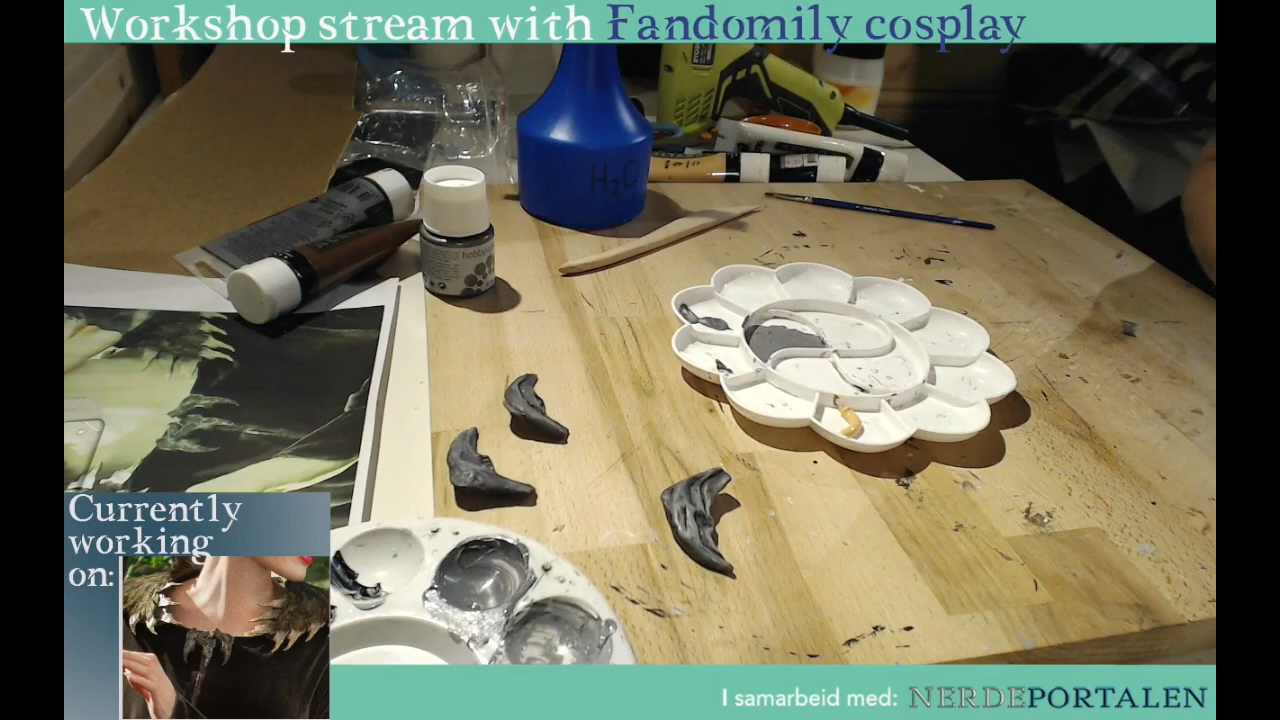 Workshop stream with Fandomily cosplay
H₂O
Currently
working
on:
I samarbeid med: NERDEPORTALEN